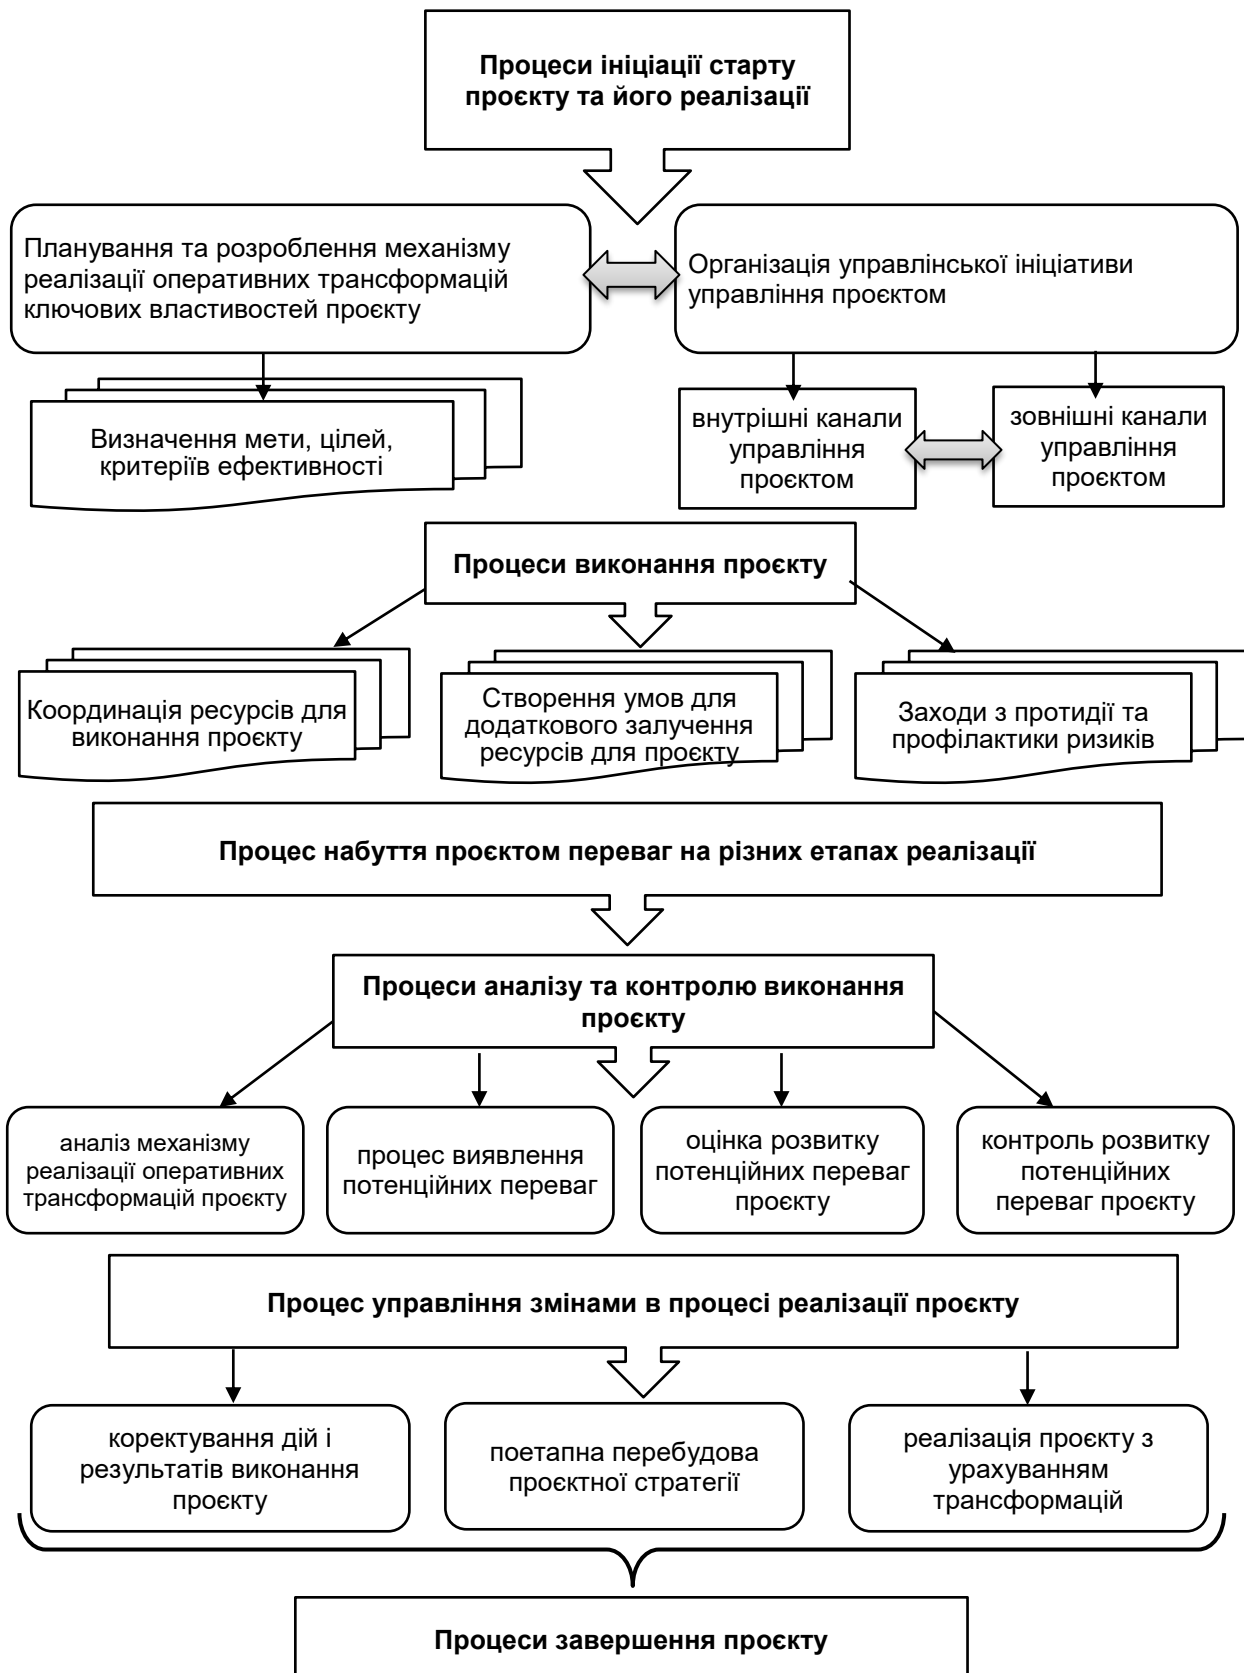 Процеси ініціації старту
проєкту та його реалізації
Планування та розроблення механізму
реалізації оперативних трансформацій
ключових властивостей проєкту
Організація управлінської ініціативи
управління проєктом
Визначення мети, цілей,
критеріїв ефективності
внутрішні канали
управління
проєктом
зовнішні канали
управління
проєктом
Процеси виконання проєкту
Координація ресурсів для
виконання проєкту
Створення умов для
додаткового залучення
ресурсів для проєкту
Заходи з протидії та
профілактики ризиків
Процес набуття проєктом переваг на різних етапах реалізації
Процеси аналізу та контролю виконання
проєкту
аналіз механізму
реалізації оперативних
трансформацій проєкту
процес виявлення
потенційних переваг
оцінка розвитку
потенційних переваг
проєкту
контроль розвитку
потенційних
переваг проєкту
Процес управління змінами в процесі реалізації проєкту
коректування дій і
результатів виконання
проєкту
поетапна перебудова
проєктної стратегії
реалізація проєкту з
урахуванням
трансформацій
Процеси завершення проєкту